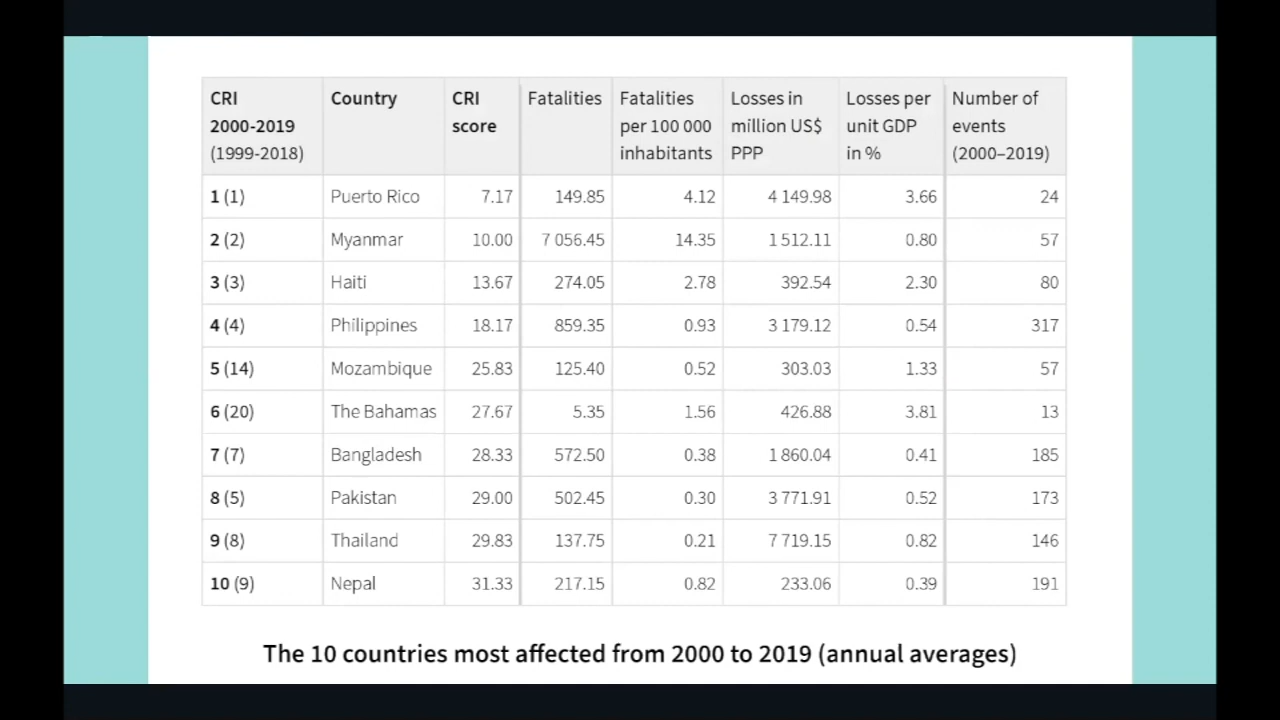 CRI 2000-2019 (1999-2018) Country CRI score Fatalities Fatalities per 100 000 inhabitants Losses in million US$ PPP Losses per unit GDP in % Number of events (2000–2019)
1 (1) Puerto Rico 7.17 149.85 4.12 4 149.98 3.66 24
2 (2) Myanmar 10.00 7 056.45 14.35 1 512.11 0.80 57
3 (3) Haiti 13.67 274.05 2.78 392.54 2.30 80
4 (4) Philippines 18.17 859.35 0.93 3 179.12 0.54 317
5 (14) Mozambique 25.83 125.40 0.52 303.03 1.33 57
6 (20) The Bahamas 27.67 5.35 1.56 426.88 3.81 13
7 (7) Bangladesh 28.33 572.50 0.38 1 860.04 0.41 185
8 (5) Pakistan 29.00 502.45 0.30 3 771.91 0.52 173
9 (8) Thailand 29.83 137.75 0.21 7 719.15 0.82 146
10 (9) Nepal 31.33 217.15 0.82 233.06 0.39 191
The 10 countries most affected from 2000 to 2019 (annual averages)